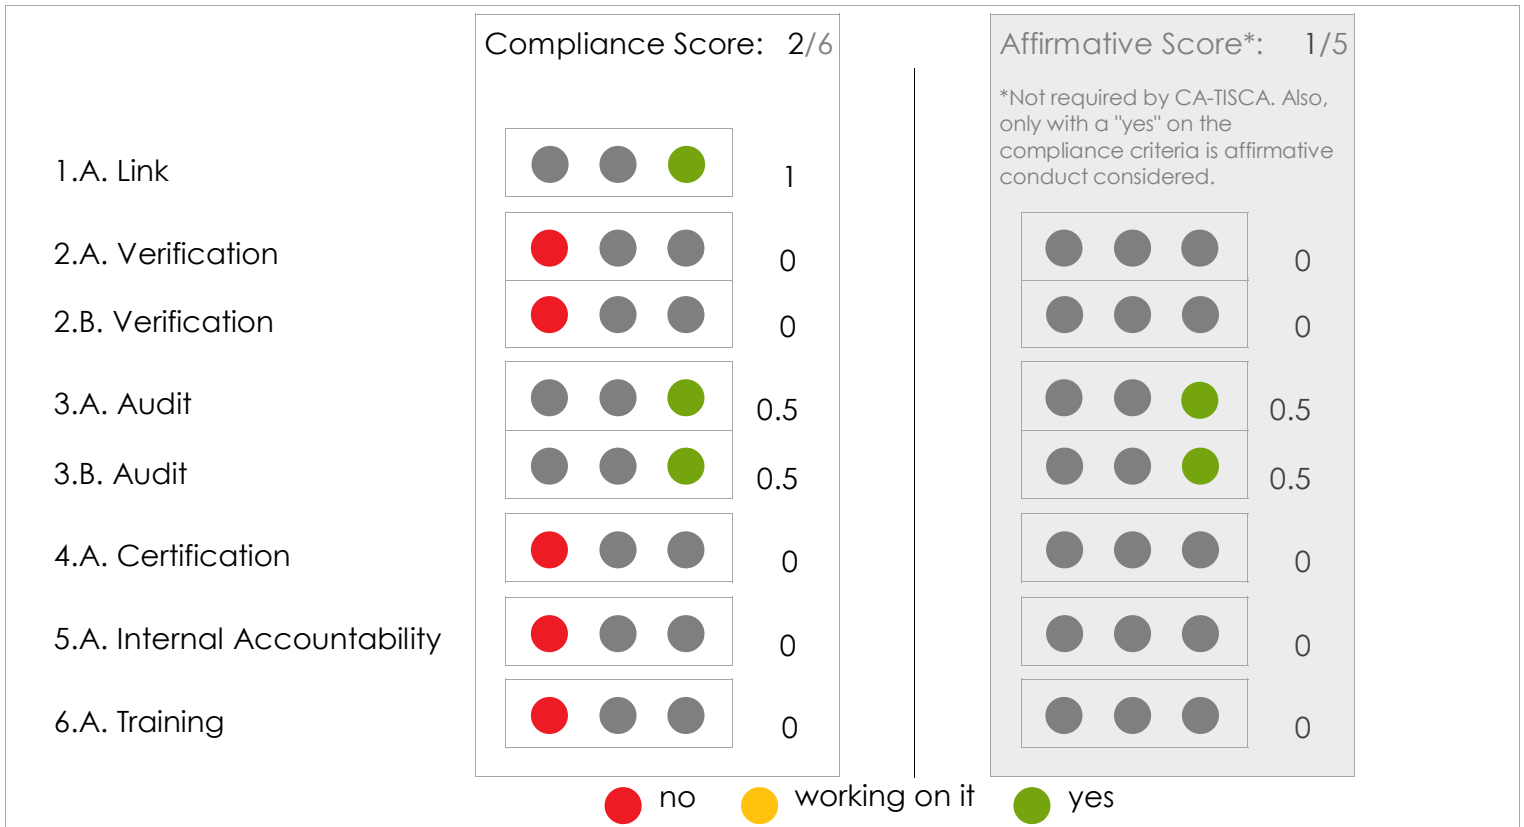 Compliance Score: 2/6
Affirmative Score*: 1/5
*Not required by CA-TISCA. Also,
only with a "yes" on the
compliance criteria is affirmative
conduct considered.
1.A. Link 1
2.A. Verification 0 0
2.B. Verification 0 0
3.A. Audit 0.5 0.5
3.B. Audit 0.5 0.5
4.A. Certification 0 0
5.A. Internal Accountability 0 0
6.A. Training 0 0
no working on it yes